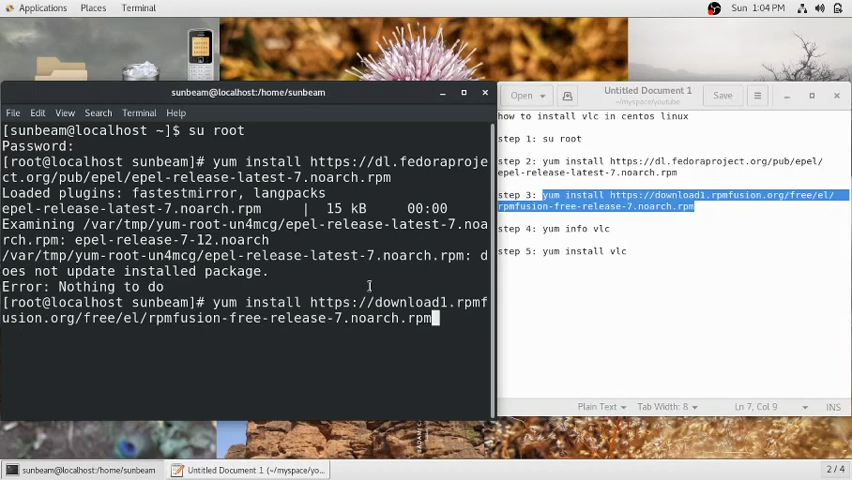 Applications
Places
Terminal
Sun 1:04 PM
sunbeam@localhost:/home/sunbeam
File Edit View Search Terminal Help
[sunbeam@localhost ~]$ su root
Password:
[root@localhost sunbeam]# yum install https://dl.fedoraproje
ct.org/pub/epel/epel-release-latest-7.noarch.rpm
Loaded plugins: fastestmirror, langpacks
epel-release-latest-7.noarch.rpm | 15 kB 00:00
Examining /var/tmp/yum-root-un4mcg/epel-release-latest-7.noa
rch.rpm: epel-release-7-12.noarch
/var/tmp/yum-root-un4mcg/epel-release-latest-7.noarch.rpm: d
oes not update installed package.
Error: Nothing to do
[root@localhost sunbeam]# yum install https://download1.rpmf
usion.org/free/el/rpmfusion-free-release-7.noarch.rpm
Open
Untitled Document 1
~/myspace/youtube
Save
how to install vlc in centos linux
step 1: su root
step 2: yum install https://dl.fedoraproject.org/pub/epel/
epel-release-latest-7.noarch.rpm
step 3: yum install https://download1.rpmfusion.org/free/el/
rpmfusion-free-release-7.noarch.rpm
step 4: yum info vlc
step 5: yum install vlc
Plain Text
Tab Width: 8
Ln 7, Col 9
INS
sunbeam@localhost:/home/sunbeam
Untitled Document 1 (~/myspace/yo...
2 / 4